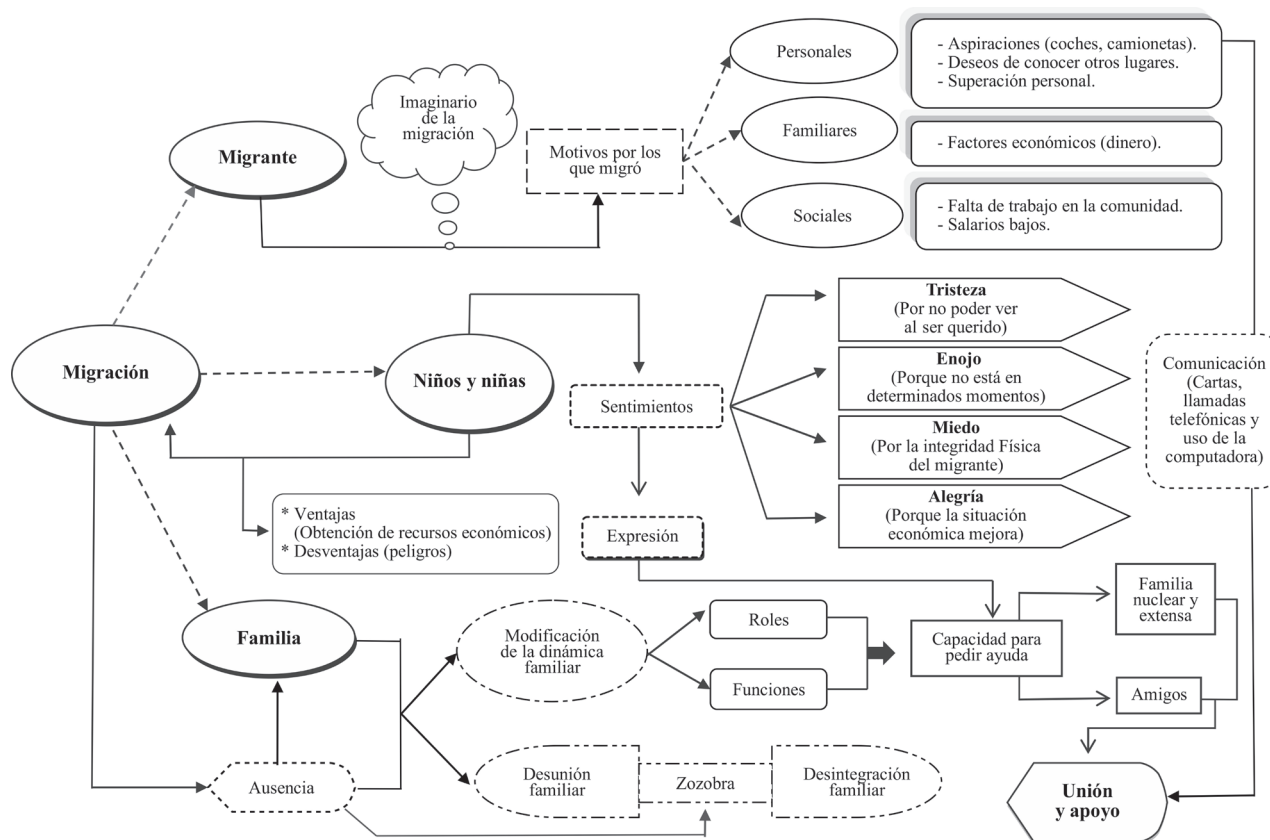 Personales
- Aspiraciones (coches, camionetas).
- Deseos de conocer otros lugares.
- Superación personal.
Imaginario
de la
migración
Migrante
Motivos por los
que migró
Familiares
- Factores económicos (dinero).
Sociales
- Falta de trabajo en la comunidad.
- Salarios bajos.
Migración
Niños y niñas
Sentimientos
Tristeza
(Por no poder ver
al ser querido)
Enojo
(Porque no está en
determinados momentos)
Miedo
(Por la integridad Física
del migrante)
Alegría
(Porque la situación
económica mejora)
Comunicación
(Cartas,
llamadas
telefónicas y
uso de la
computadora)
* Ventajas
(Obtención de recursos económicos)
* Desventajas (peligros)
Expresión
Familia
Modificación
de la dinámica
familiar
Roles
Funciones
Capacidad para
pedir ayuda
Familia
nuclear y
extensa
Amigos
Ausencia
Desunión
familiar
Zozobra
Desintegración
familiar
Unión
y apoyo